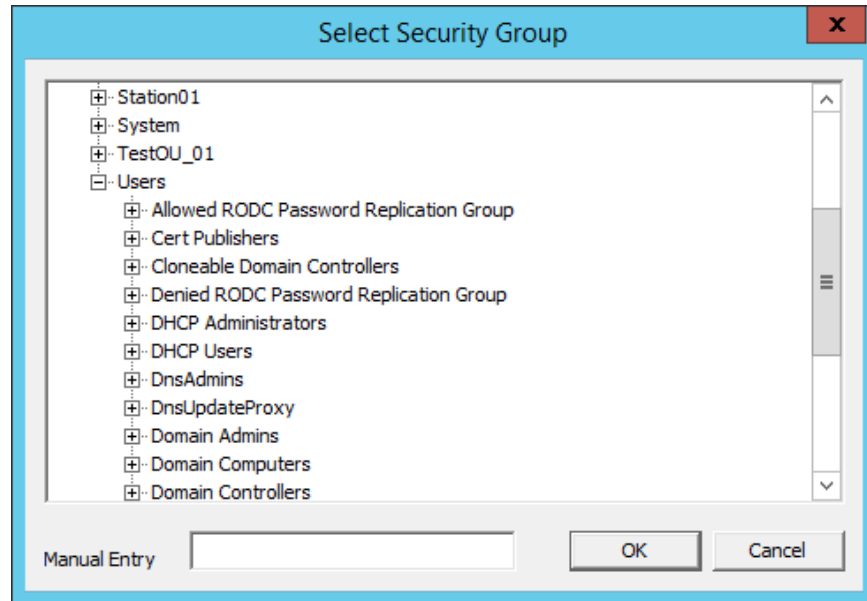 Select Security Group
x
Station01
System
TestOU_01
Users
Allowed RODC Password Replication Group
Cert Publishers
Cloneable Domain Controllers
Denied RODC Password Replication Group
DHCP Administrators
DHCP Users
DnsAdmins
DnsUpdateProxy
Domain Admins
Domain Computers
Domain Controllers
Manual Entry OK Cancel